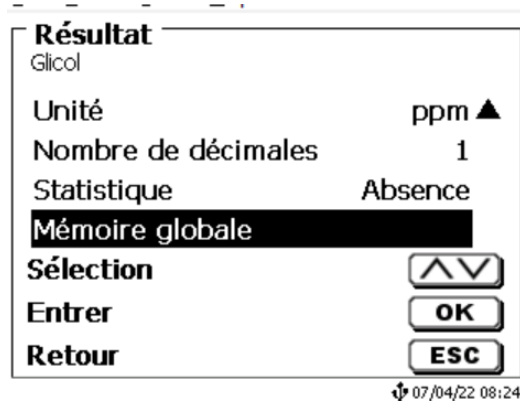 Résultat
Glicol
Unité ppm
Nombre de décimales 1
Statistique Absence
Mémoire globale
Sélection
Entrer OK
Retour ESC
07/04/22 08:24